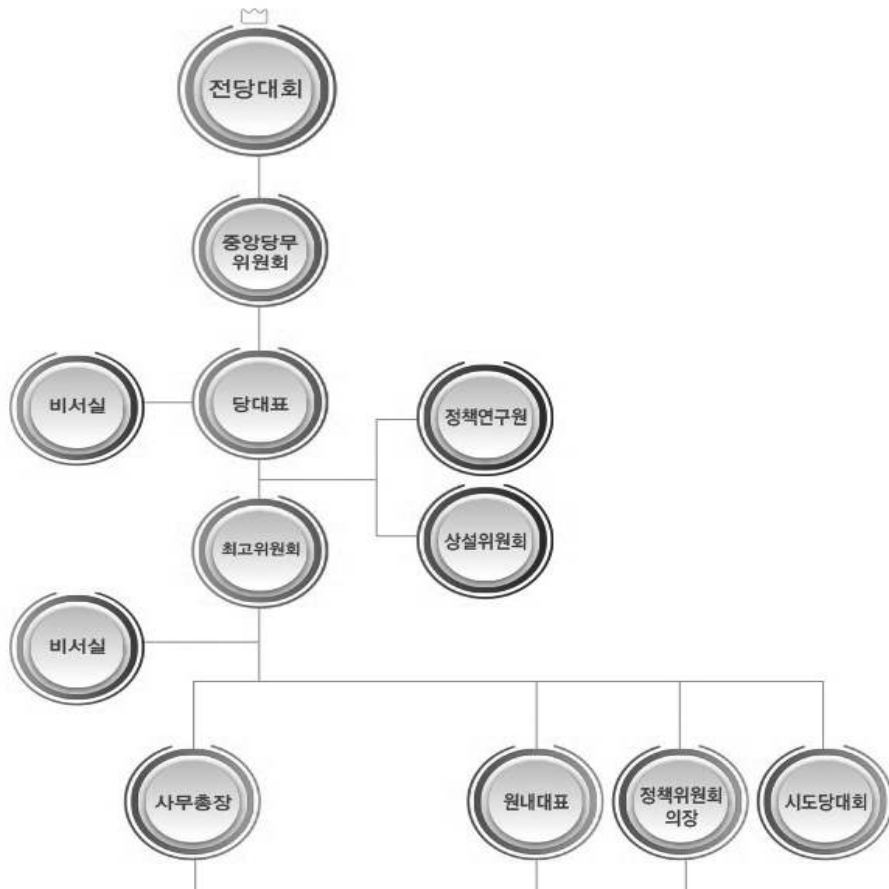 전당대회
중앙당무
위원회
비서실
당대표
정책연구원
최고위원회
상설위원회
비서실
사무총장
원내대표
정책위원회
의장
시도당대회